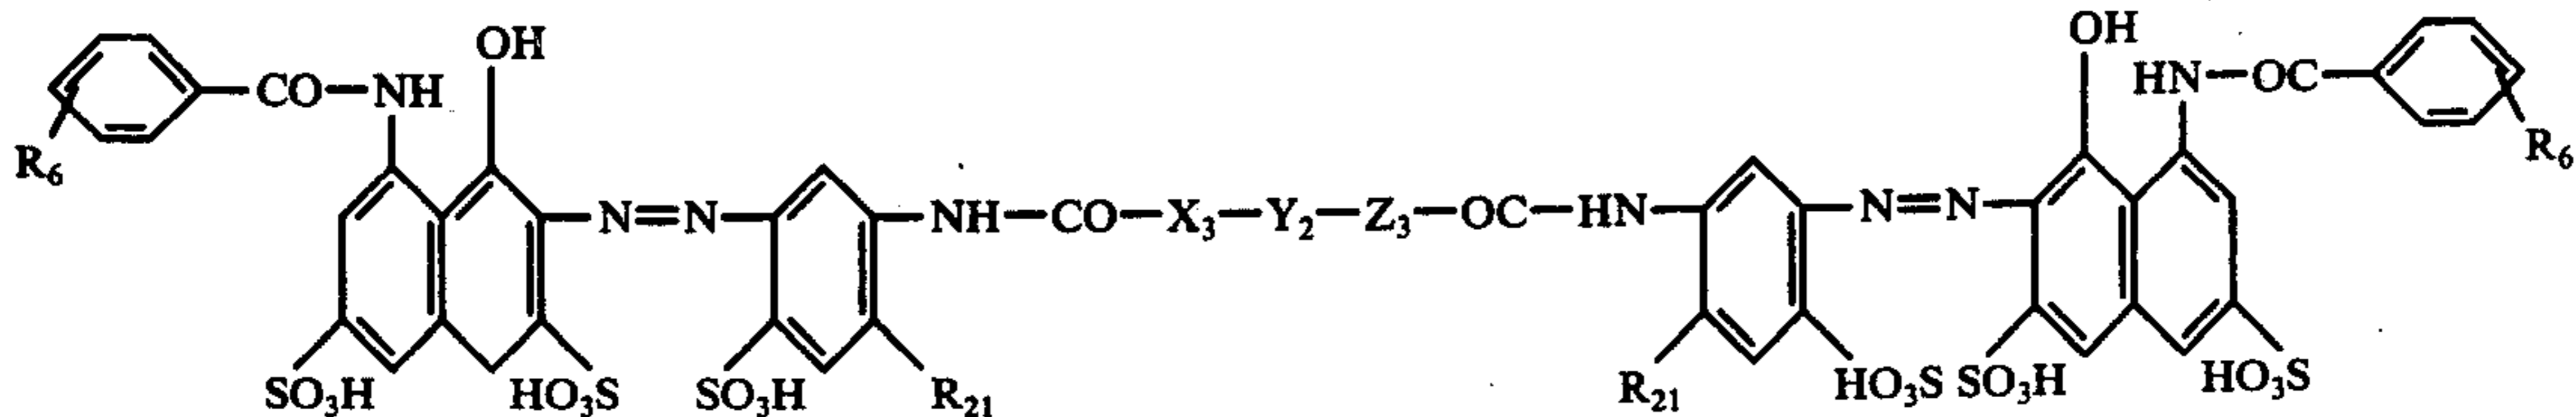 OH OH
CO—NH HN—OC
R₆ R₆
N=N NH—CO—X₃—Y₂—Z₃—OC—HN N=N
SO₃H HO₃S SO₃H R₂₁ R₂₁ HO₃S SO₃H HO₃S